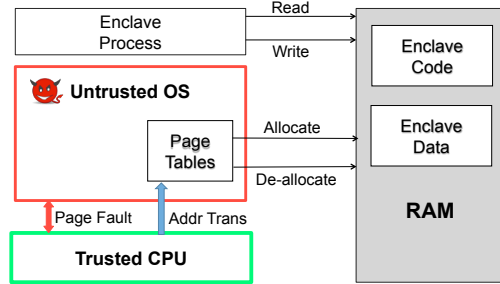 Enclave
Process
Read
Write
Enclave
Code
Untrusted OS
Page
Tables
Allocate
De-allocate
Enclave
Data
RAM
Page Fault
Addr Trans
Trusted CPU